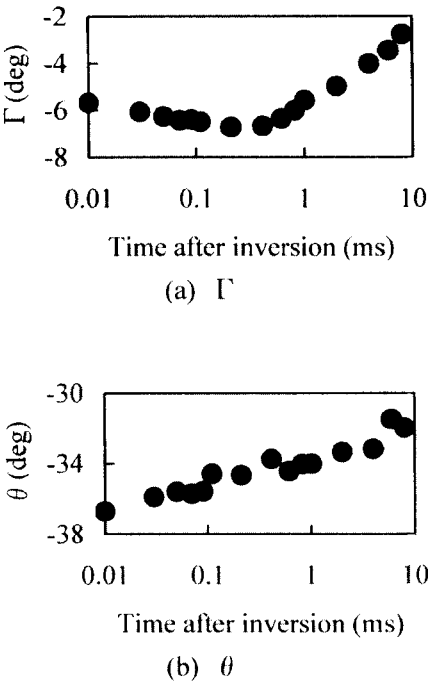 -2
-4
-6
-8
Γ (deg)
0.01 0.1 1 10
Time after inversion (ms)
(a) Γ
-30
-34
-38
θ (deg)
0.01 0.1 1 10
Time after inversion (ms)
(b) θ